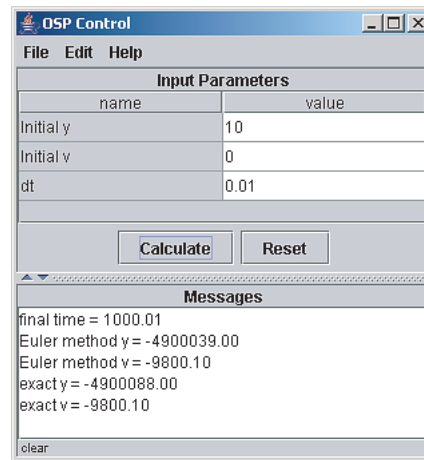 OSP Control
File Edit Help
Input Parameters
name value
Initial y 10
Initial v 0
dt 0.01
Calculate Reset
Messages
final time = 1000.01
Euler method y = -4900039.00
Euler method v = -9800.10
exact y = -4900088.00
exact v = -9800.10
clear